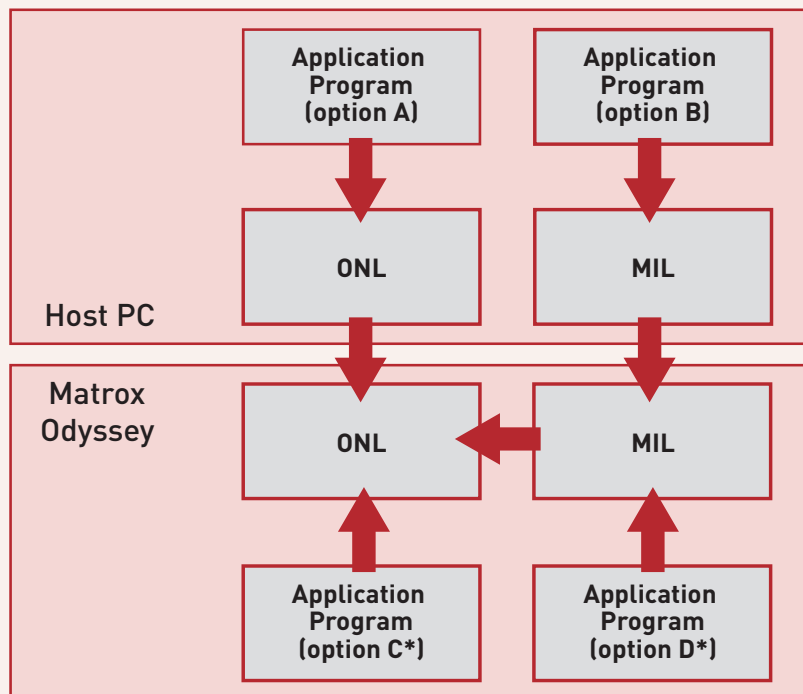 Application
Program
(option A)
Application
Program
(option B)
ONL
MIL
Host PC
Matrox
Odyssey
ONL
MIL
Application
Program
(option C*)
Application
Program
(option D*)